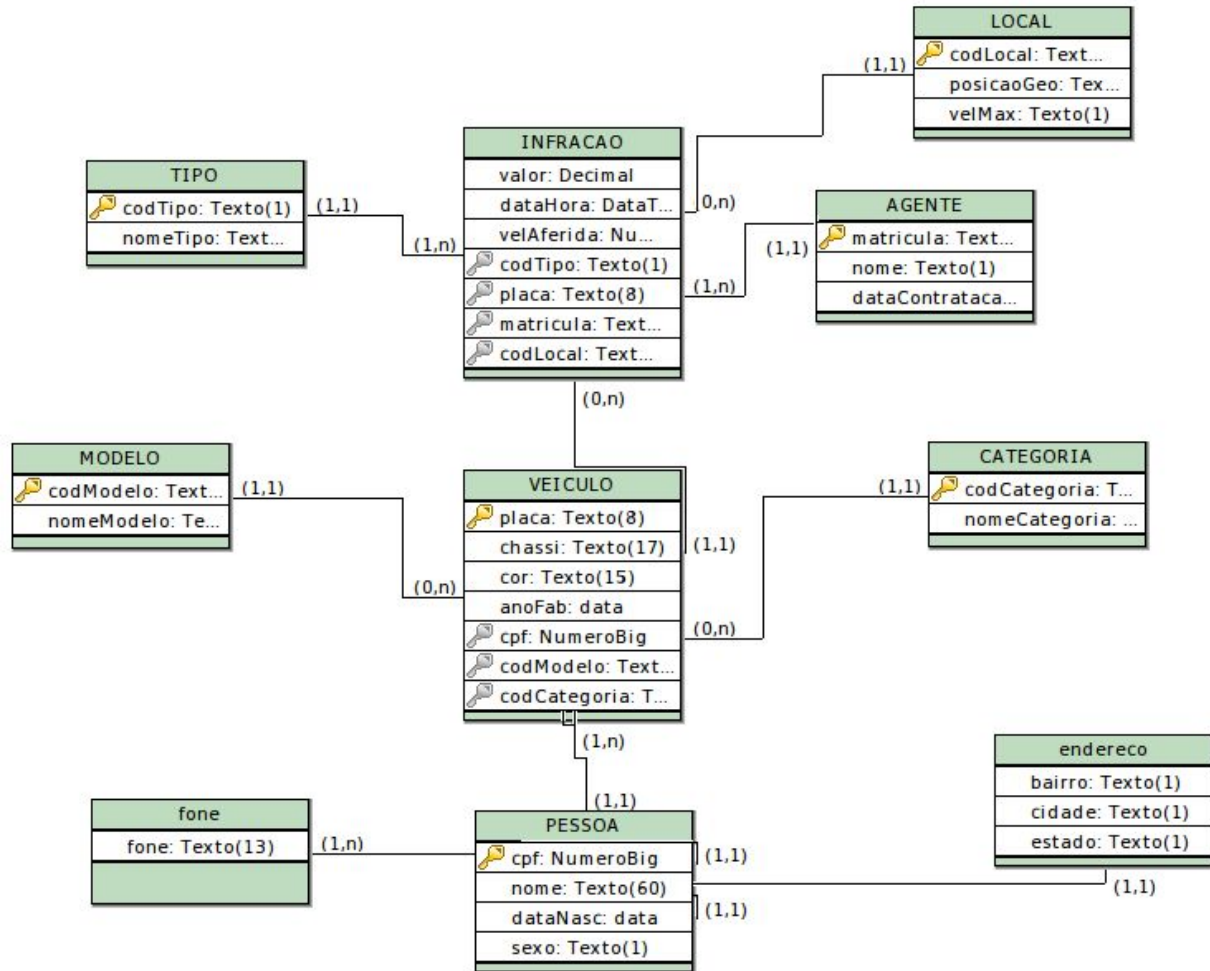 LOCAL
codLocal: Text...
posicaoGeo: Tex...
velMax: Texto(1)
(1,1)
INFRACAO
valor: Decimal
dataHora: DataT...
velAferida: Nu...
codTipo: Texto(1)
placa: Texto(8)
matricula: Text...
codLocal: Text...
0,n)
(1,n)
(1,n)
(0,n)
TIPO
codTipo: Texto(1)
nomeTipo: Text...
(1,1)
AGENTE
matricula: Text...
nome: Texto(1)
dataContrataca...
(1,1)
MODELO
codModelo: Text...
nomeModelo: Te...
(1,1)
(0,n)
VEICULO
placa: Texto(8)
chassi: Texto(17)
cor: Texto(15)
anoFab: data
cpf: NumeroBig
codModelo: Text...
codCategoria: T...
(1,1)
(0,n)
(1,n)
CATEGORIA
codCategoria: T...
nomeCategoria: ...
(1,1)
fone
fone: Texto(13)
(1,n)
(1,1)
PESSOA
cpf: NumeroBig
nome: Texto(60)
dataNasc: data
sexo: Texto(1)
(1,1)
(1,1)
endereco
bairro: Texto(1)
cidade: Texto(1)
estado: Texto(1)
(1,1)